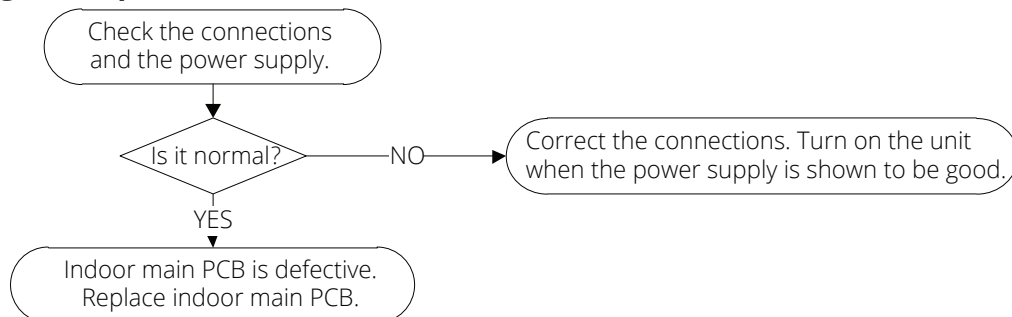 Check the connections
and the power supply.
Is it normal?
NO
Correct the connections. Turn on the unit
when the power supply is shown to be good.
YES
Indoor main PCB is defective.
Replace indoor main PCB.